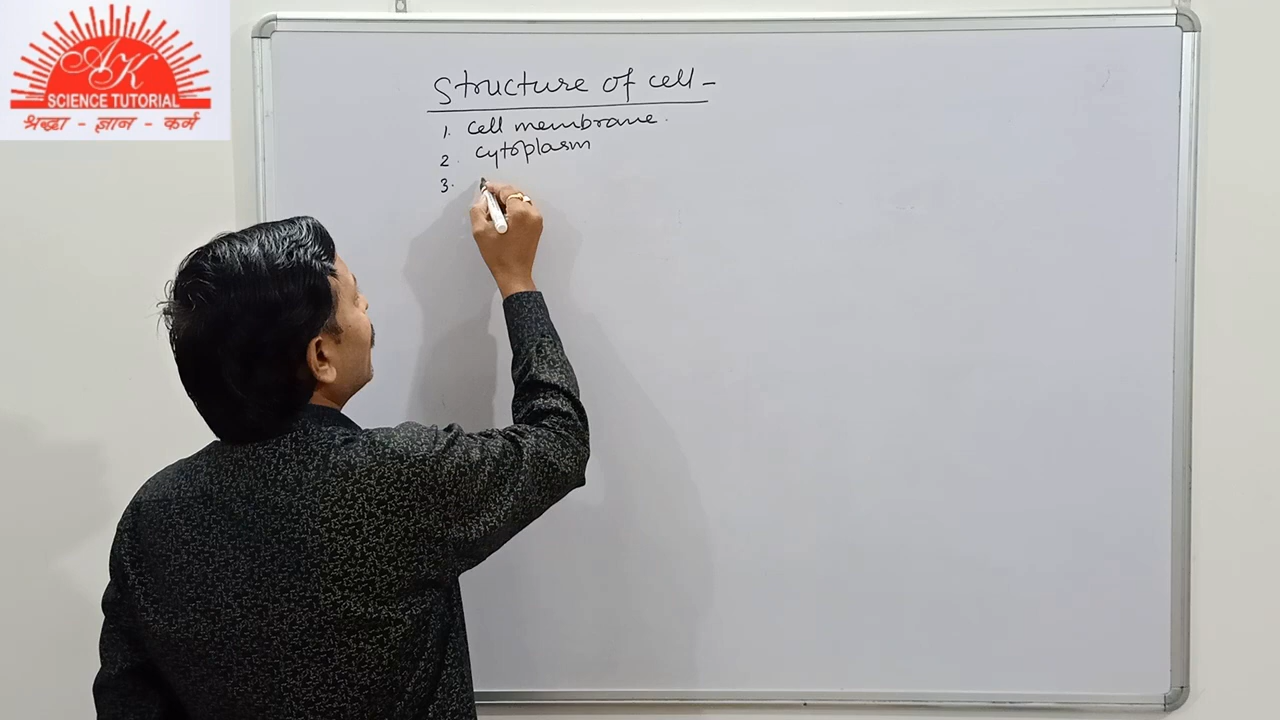 AK
SCIENCE TUTORIAL
श्रद्धा - ज्ञान - कर्म
Structure of cell -
1. Cell membrane.
2. Cytoplasm
3.